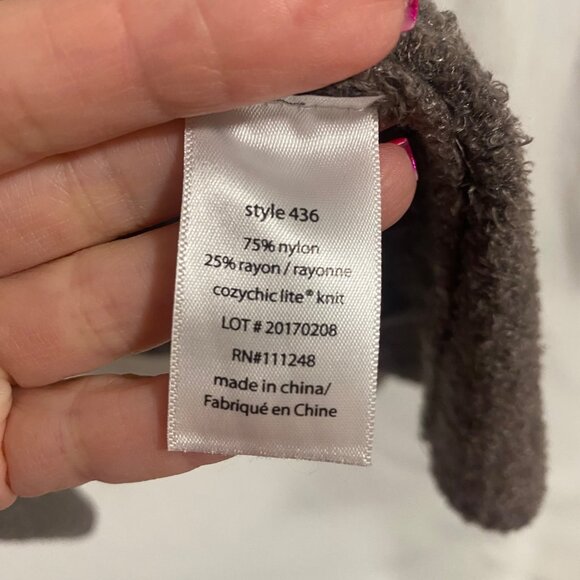 style 436
75% nylon
25% rayon / rayonne
cozychic lite® knit
LOT # 20170208
RN#111248
made in china/
Fabriqué en Chine